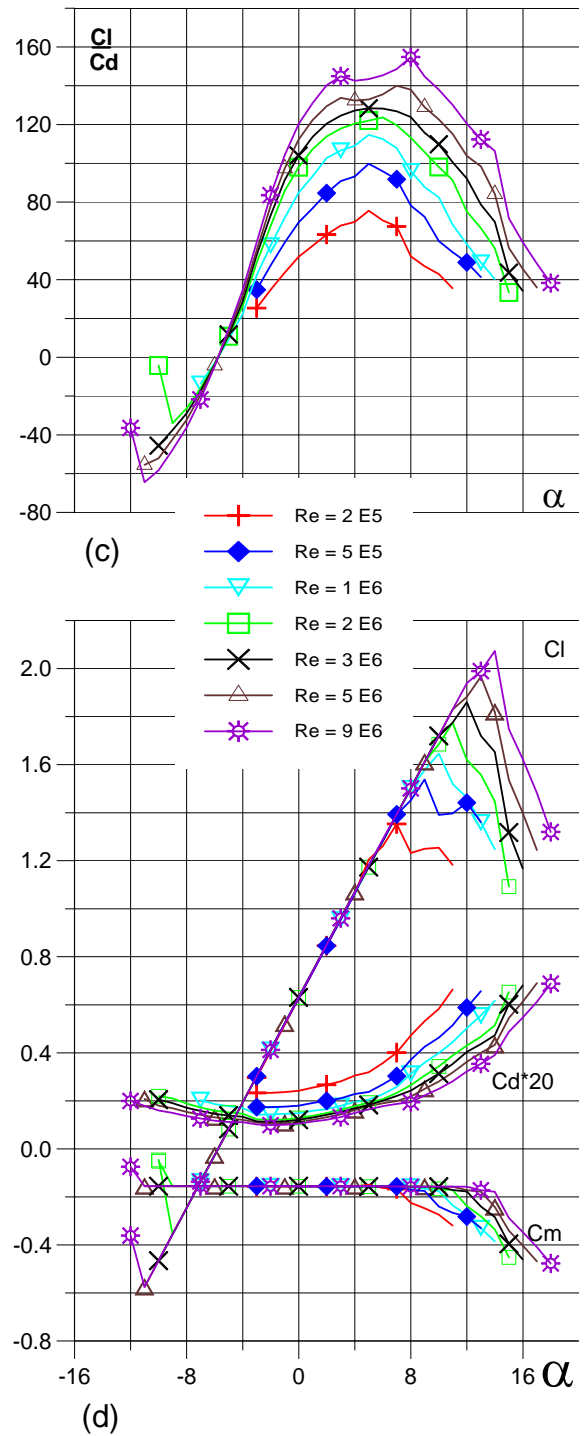 Cl
Cd
160
120
80
40
0
-40
-80
α
(c)
Re = 2 E5
Re = 5 E5
Re = 1 E6
Re = 2 E6
Re = 3 E6
Re = 5 E6
Re = 9 E6
Cl
2.0
1.6
1.2
0.8
0.4
Cd*20
0.0
Cm
-0.4
-0.8
-16 -8 0 8 16
α
(d)